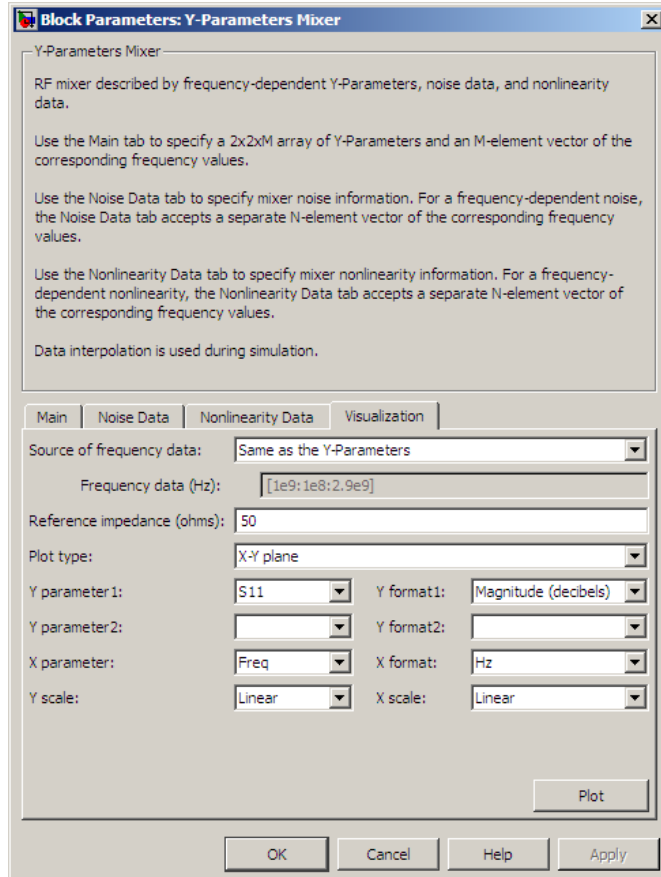 Block Parameters: Y-Parameters Mixer
Y-Parameters Mixer
RF mixer described by frequency-dependent Y-Parameters, noise data, and nonlinearity
data.
Use the Main tab to specify a 2x2xM array of Y-Parameters and an M-element vector of the
corresponding frequency values.
Use the Noise Data tab to specify mixer noise information. For a frequency-dependent noise,
the Noise Data tab accepts a separate N-element vector of the corresponding frequency
values.
Use the Nonlinearity Data tab to specify mixer nonlinearity information. For a frequency-
dependent nonlinearity, the Nonlinearity Data tab accepts a separate N-element vector of
the corresponding frequency values.
Data interpolation is used during simulation.
Main Noise Data Nonlinearity Data Visualization
Source of frequency data: Same as the Y-Parameters
Frequency data (Hz): [1e9:1e8:2.9e9]
Reference impedance (ohms): 50
Plot type: X-Y plane
Y parameter1: S11 Y format1: Magnitude (decibels)
Y parameter2: Y format2:
X parameter: Freq X format: Hz
Y scale: Linear X scale: Linear
Plot
OK Cancel Help Apply